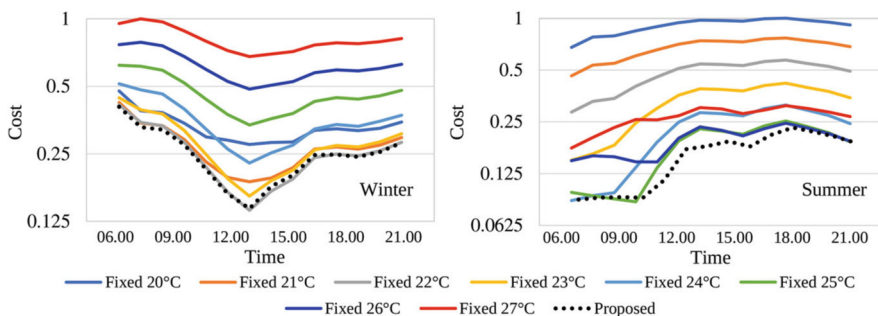 1
0.5
0.25
0.125
Cost
Winter
06.00 09.00 12.00 15.00 18.00 21.00
Time
1
0.5
0.25
0.125
0.0625
Cost
Summer
06.00 09.00 12.00 15.00 18.00 21.00
Time
Fixed 20°C Fixed 21°C Fixed 22°C Fixed 23°C Fixed 24°C Fixed 25°C
Fixed 26°C Fixed 27°C Proposed